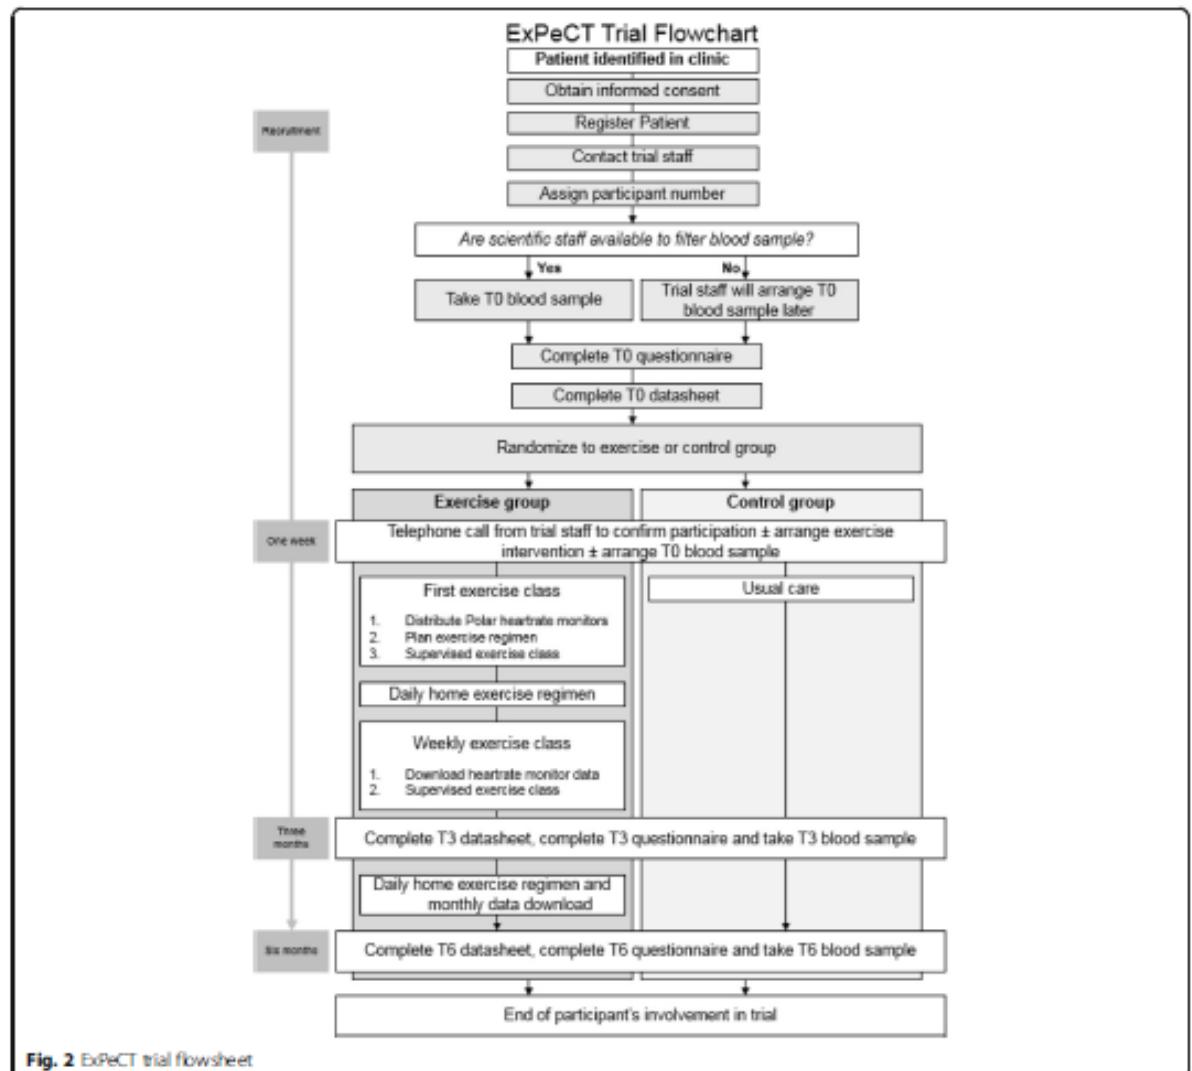 ExPeCT Trial Flowchart
Patient identified in clinic
Obtain informed consent
Recruitment
Register Patient
Contact trial staff
Assign participant number
Are scientific staff available to filter blood sample?
Yes
No
Take T0 blood sample
Trial staff will arrange T0
blood sample later
Complete T0 questionnaire
Complete T0 datasheet
Randomize to exercise or control group
Exercise group
Control group
One week
Telephone call from trial staff to confirm participation ± arrange exercise
intervention ± arrange T0 blood sample
First exercise class
1. Distribute Polar heartrate monitors
2. Plan exercise regimen
3. Supervised exercise class
Usual care
Daily home exercise regimen
Weekly exercise class
1. Download heartrate monitor data
2. Supervised exercise class
Three
months
Complete T3 datasheet, complete T3 questionnaire and take T3 blood sample
Daily home exercise regimen and
monthly data download
Six months
Complete T6 datasheet, complete T6 questionnaire and take T6 blood sample
End of participant's involvement in trial
Fig. 2 ExPeCT trial flowsheet